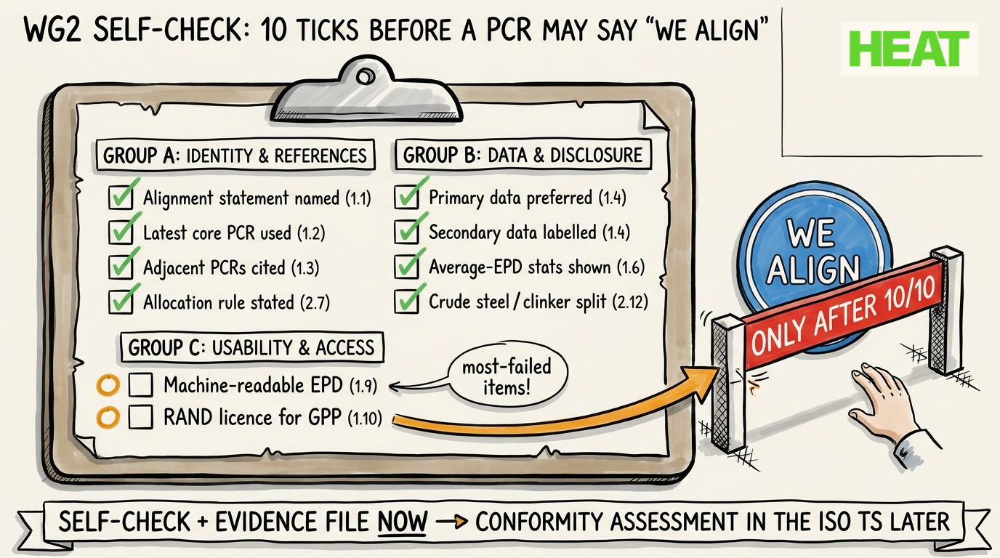 WG2 SELF-CHECK: 10 TICKS BEFORE A PCR MAY SAY “WE ALIGN”
HEAT
GROUP A: IDENTITY & REFERENCES
Alignment statement named (1.1)
Latest core PCR used (1.2)
Adjacent PCRs cited (1.3)
Allocation rule stated (2.7)
GROUP B: DATA & DISCLOSURE
Primary data preferred (1.4)
Secondary data labelled (1.4)
Average-EPD stats shown (1.6)
Crude steel / clinker split (2.12)
GROUP C: USABILITY & ACCESS
Machine-readable EPD (1.9)
RAND licence for GPP (1.10)
most-failed
items!
WE
ALIGN
ONLY AFTER 10/10
SELF-CHECK + EVIDENCE FILE NOW → CONFORMITY ASSESSMENT IN THE ISO TS LATER